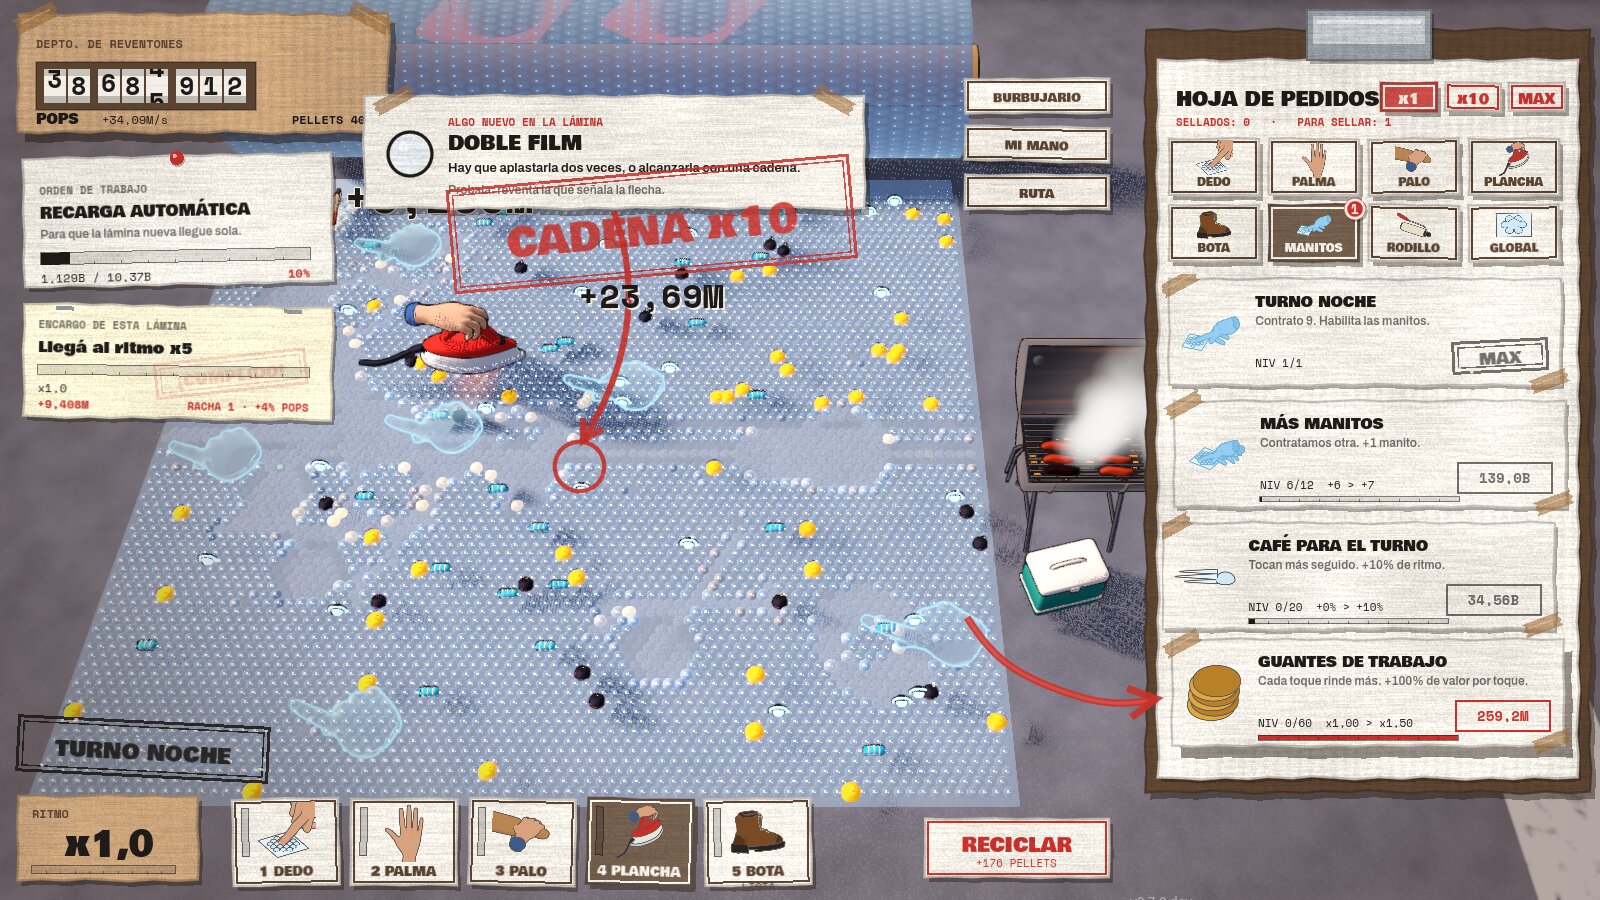 DEPTO. DE REVENTONES
38 68 912
POPS +34,09M/s PELLETS 40
ORDEN DE TRABAJO
RECARGA AUTOMÁTICA
Para que la lámina nueva llegue sola.
1,129B / 10,37B 10%
ENCARGO DE ESTA LÁMINA
Llegá al ritmo x5
¡CUMPLIDO!
x1,0
+9,408M RACHA 1 · +4% POPS
ALGO NUEVO EN LA LÁMINA
DOBLE FILM
Hay que aplastarla dos veces, o alcanzarla con una cadena.
Probala: reventá la que señala la flecha.
CADENA x10
+23,69M
BURBUJARIO
MI MANO
RUTA
HOJA DE PEDIDOS x1 x10 MAX
SELLADOS: 0 · PARA SELLAR: 1
DEDO PALMA PALO PLANCHA
BOTA MANITOS RODILLO GLOBAL
1
TURNO NOCHE
Contrato 9. Habilita las manitos.
NIV 1/1
MAX
MÁS MANITOS
Contratamos otra. +1 manito.
NIV 6/12 +6 > +7
139,0B
CAFÉ PARA EL TURNO
Tocan más seguido. +10% de ritmo.
NIV 0/20 +0% > +10%
34,56B
GUANTES DE TRABAJO
Cada toque rinde más. +100% de valor por toque.
NIV 0/60 x1,00 > x1,50
259,2M
TURNO NOCHE
RITMO
x1,0
1 DEDO 2 PALMA 3 PALO 4 PLANCHA 5 BOTA
LISTA
RECICLAR
+176 PELLETS